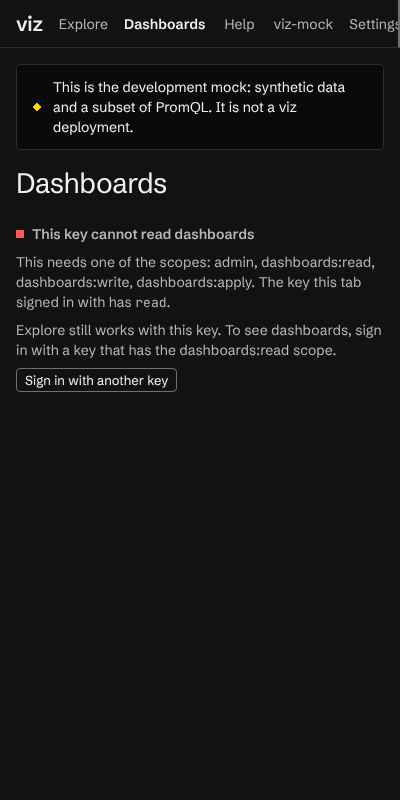 viz Explore Dashboards Help viz-mock Settings
This is the development mock: synthetic data
and a subset of PromQL. It is not a viz
deployment.
Dashboards
This key cannot read dashboards
This needs one of the scopes: admin, dashboards:read,
dashboards:write, dashboards:apply. The key this tab
signed in with has read.
Explore still works with this key. To see dashboards, sign
in with a key that has the dashboards:read scope.
Sign in with another key